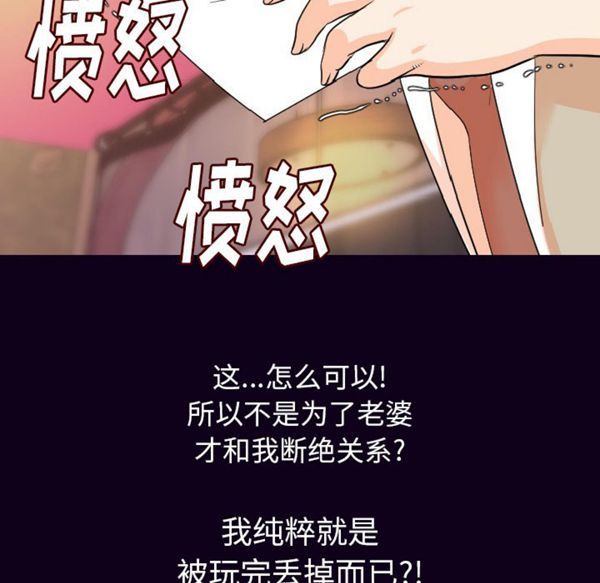 愤怒
愤怒
这...怎么可以!
所以不是为了老婆
才和我断绝关系?
我纯粹就是
被玩完丢掉而已?!